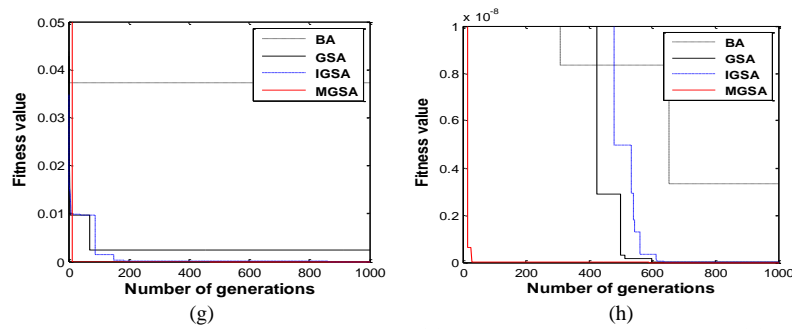 0.05
0.04
0.03
0.02
0.01
0
Fitness value
0 200 400 600 800 1000
Number of generations
BA
GSA
IGSA
MGSA
(g)
x 10⁻⁸
1
0.8
0.6
0.4
0.2
0
Fitness value
0 200 400 600 800 1000
Number of generations
BA
GSA
IGSA
MGSA
(h)